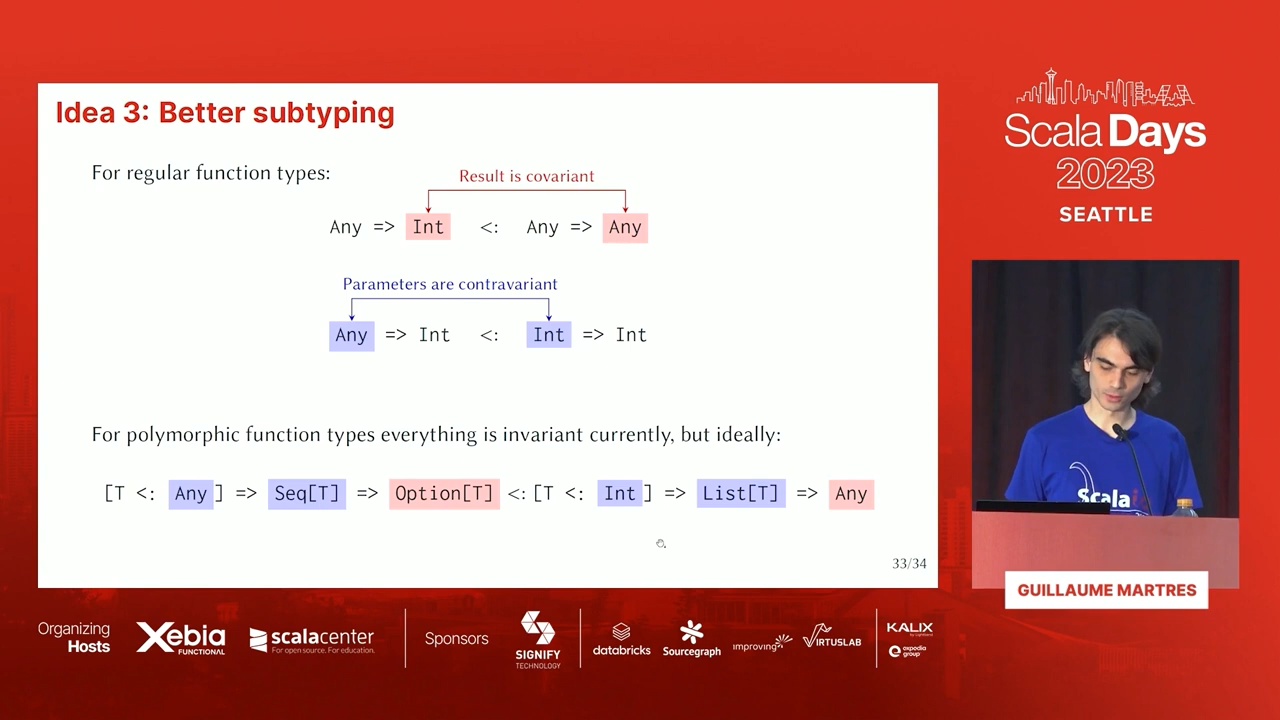 Idea 3: Better subtyping
For regular function types:
Result is covariant
Any => Int <: Any => Any
Parameters are contravariant
Any => Int <: Int => Int
For polymorphic function types everything is invariant currently, but ideally:
[T <: Any] => Seq[T] => Option[T] <: [T <: Int] => List[T] => Any
33/34
Scala Days
2023
SEATTLE
Scala
GUILLAUME MARTRES
Organizing
Hosts
Xebia
FUNCTIONAL
scalacenter
For open source. For education.
Sponsors
SIGNIFY
TECHNOLOGY
databricks
Sourcegraph
improving
VIRTUSLAB
KALIX
by Lightbend
expedia
group